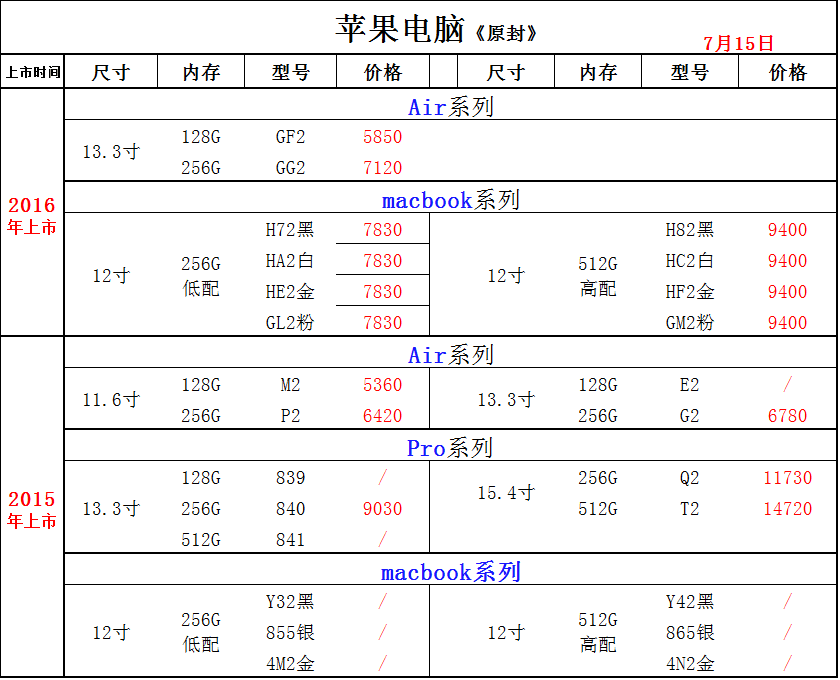 苹果电脑《原封》
7月15日
上市时间 尺寸 内存 型号 价格 尺寸 内存 型号 价格
2016
年上市
Air系列
13.3寸
128G GF2 5850
256G GG2 7120
macbook系列
12寸 256G
低配
H72黑 7830
HA2白 7830
HE2金 7830
GL2粉 7830
12寸 512G
高配
H82黑 9400
HC2白 9400
HF2金 9400
GM2粉 9400
2015
年上市
Air系列
11.6寸
128G M2 5360
256G P2 6420
13.3寸
128G E2 /
256G G2 6780
Pro系列
13.3寸
128G 839 /
256G 840 9030
512G 841 /
15.4寸
256G Q2 11730
512G T2 14720
macbook系列
12寸 256G
低配
Y32黑 /
855银 /
4M2金 /
12寸 512G
高配
Y42黑 /
865银 /
4N2金 /